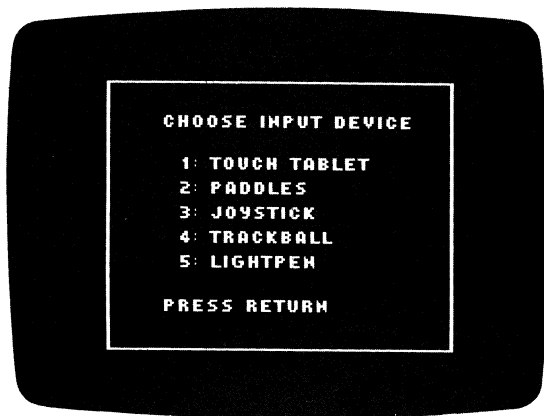 CHOOSE INPUT DEVICE
1: TOUCH TABLET
2: PADDLES
3: JOYSTICK
4: TRACKBALL
5: LIGHTPEN
PRESS RETURN